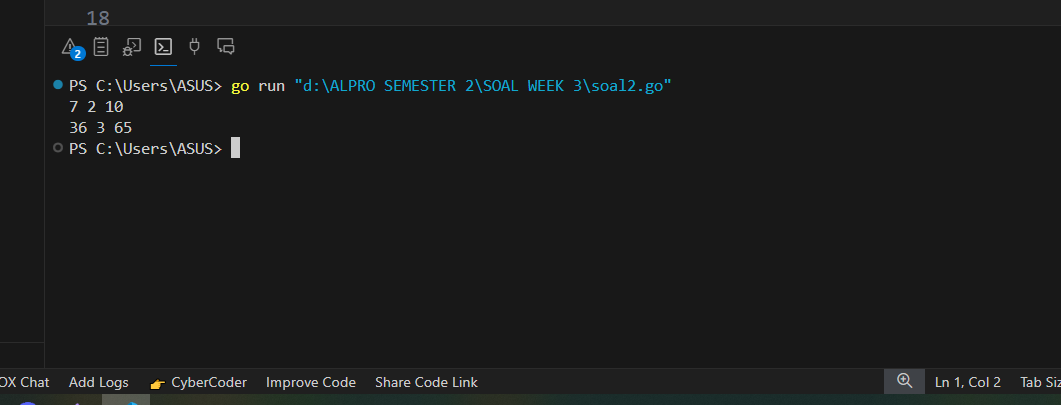 18
2
PS C:\Users\ASUS> go run "d:\ALPRO SEMESTER 2\SOAL WEEK 3\soal2.go"
7 2 10
36 3 65
PS C:\Users\ASUS>
OX Chat Add Logs 👉 CyberCoder Improve Code Share Code Link Ln 1, Col 2 Tab Siz